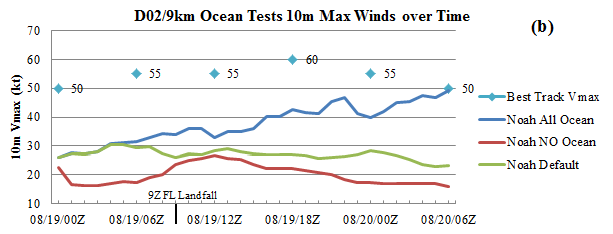 D02/9km Ocean Tests 10m Max Winds over Time
(b)
10m Vmax (kt)
70
60
50
40
30
20
10
50
55
55
60
55
50
9Z FL Landfall
08/19/00Z 08/19/06Z 08/19/12Z 08/19/18Z 08/20/00Z 08/20/06Z
Best Track Vmax
Noah All Ocean
Noah NO Ocean
Noah Default